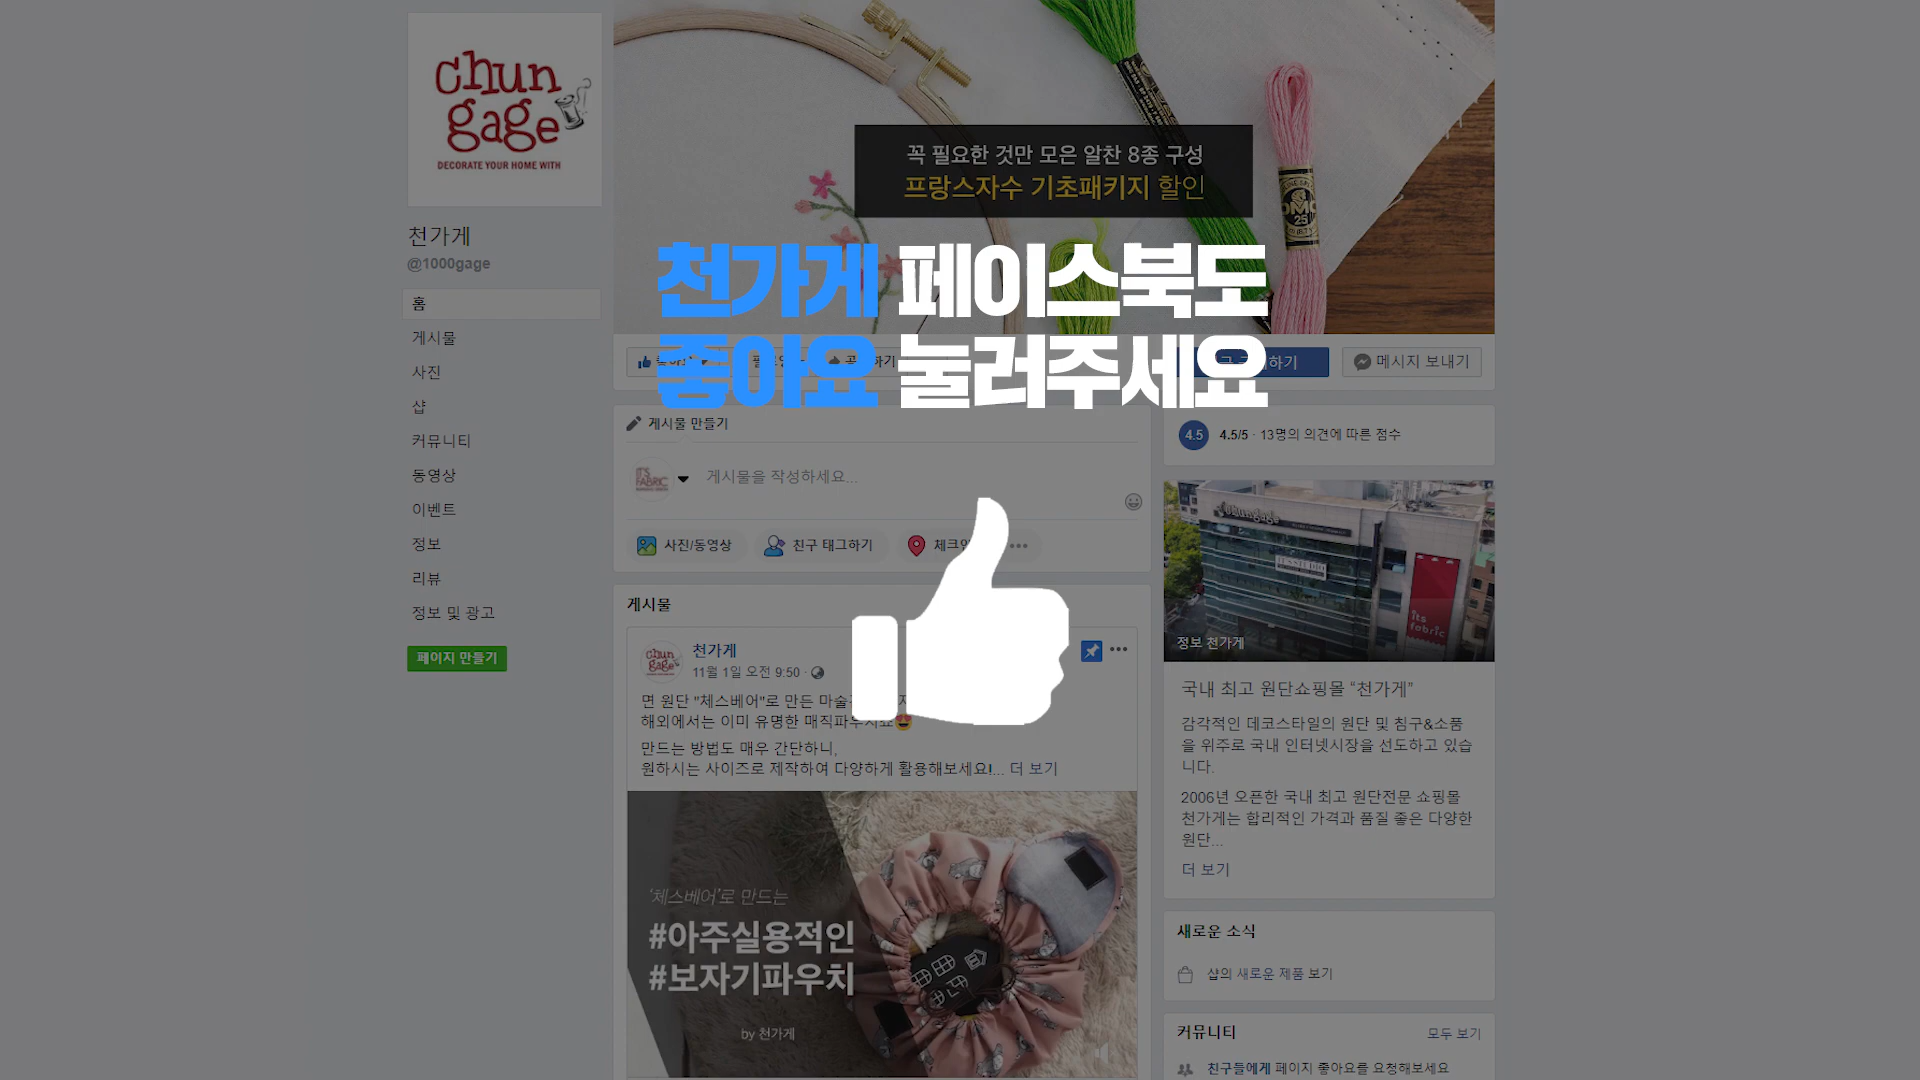 chun
gage
DECORATE YOUR HOME WITH
천가게
@1000gage
홈
게시물
사진
샵
커뮤니티
동영상
이벤트
정보
리뷰
정보 및 광고
페이지 만들기
꼭 필요한 것만 모은 알찬 8종 구성
프랑스자수 기초패키지 할인
DMC
25
천가게 페이스북도
좋아요 눌러주세요
메시지 보내기
게시물 만들기
IT'S
FABRIC
게시물을 작성하세요...
사진/동영상
친구 태그하기
게시물
chun
gage
천가게
11월 1일 오전 9:50 ·
면 원단 "체스베어"로 만든
해외에서는 이미 유명한
만드는 방법도 매우 간단하니,
원하시는 사이즈로 제작하여 다양하게 활용해보세요!... 더 보기
'체스베어'로 만드는
#아주실용적인
#보자기파우치
by 천가게
4.5
4.5/5 · 13명의 의견에 따른 점수
chungage
its
fabric
정보 천가게
국내 최고 원단쇼핑몰 “천가게”
감각적인 데코스타일의 원단 및 침구&소품
을 위주로 국내 인터넷시장을 선도하고 있습
니다.
2006년 오픈한 국내 최고 원단전문 쇼핑몰
천가게는 합리적인 가격과 품질 좋은 다양한
원단...
더 보기
새로운 소식
샵의 새로운 제품 보기
커뮤니티
모두 보기
친구들에게 페이지 좋아요를 요청해보세요